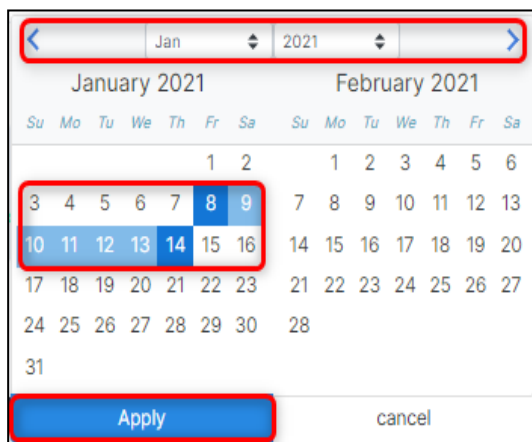 Jan 2021
January 2021 February 2021
Su Mo Tu We Th Fr Sa Su Mo Tu We Th Fr Sa
1 2 1 2 3 4 5 6
3 4 5 6 7 8 9 7 8 9 10 11 12 13
10 11 12 13 14 15 16 14 15 16 17 18 19 20
17 18 19 20 21 22 23 21 22 23 24 25 26 27
24 25 26 27 28 29 30 28
31
Apply cancel